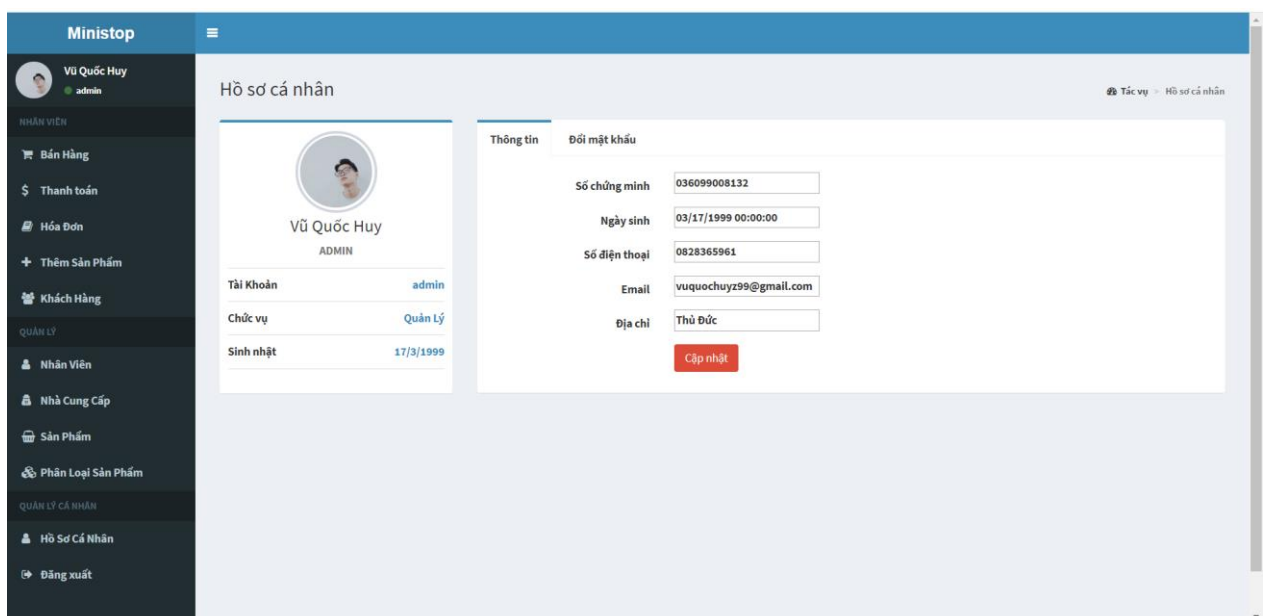 Ministop
Vũ Quốc Huy
admin
NHÂN VIÊN
Bán Hàng
Thanh toán
Hóa Đơn
Thêm Sản Phẩm
Khách Hàng
QUẢN LÝ
Nhân Viên
Nhà Cung Cấp
Sản Phẩm
Phân Loại Sản Phẩm
QUẢN LÝ CÁ NHÂN
Hồ Sơ Cá Nhân
Đăng xuất
Hồ sơ cá nhân
Tác vụ > Hồ sơ cá nhân
Vũ Quốc Huy
ADMIN
Tài Khoản admin
Chức vụ Quản Lý
Sinh nhật 17/3/1999
Thông tin Đổi mật khẩu
Số chứng minh 036099008132
Ngày sinh 03/17/1999 00:00:00
Số điện thoại 0828365961
Email vuquochuyz99@gmail.com
Địa chỉ Thủ Đức
Cập nhật